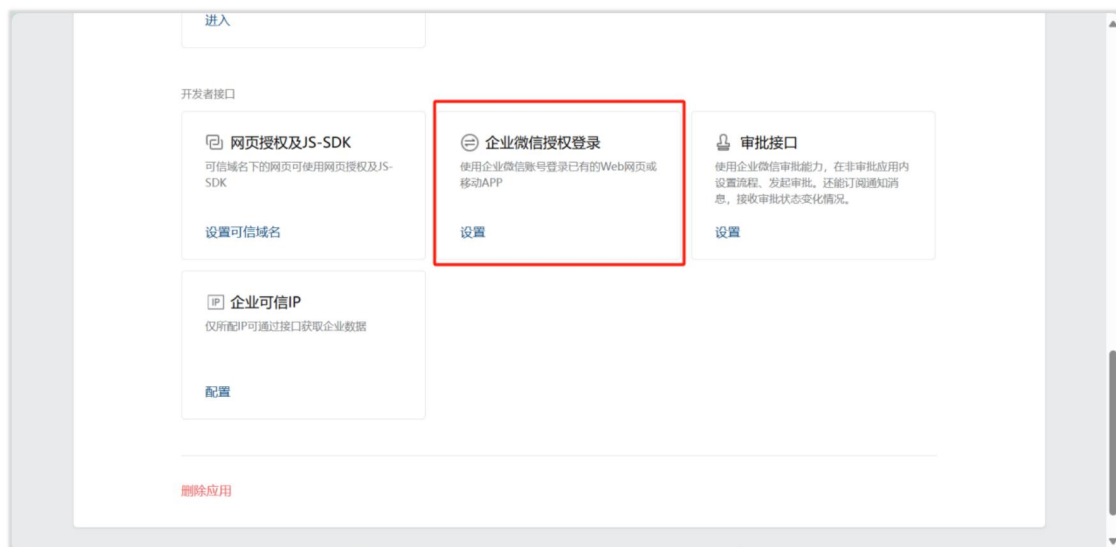 进入
开发者接口
网页授权及JS-SDK
可信域名下的网页可使用网页授权及JS-
SDK
设置可信域名
企业微信授权登录
使用企业微信账号登录已有的Web网页或
移动APP
设置
审批接口
使用企业微信审批能力，在非审批应用内
设置流程、发起审批。还能订阅通知消
息，接收审批状态变化情况。
设置
IP 企业可信IP
仅所配IP可通过接口获取企业数据
配置
删除应用